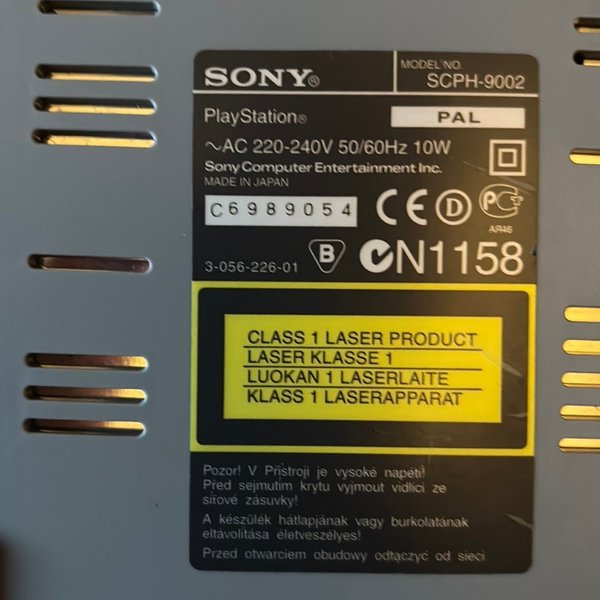 SONY®
MODEL NO.
SCPH-9002
PlayStation®
PAL
~AC 220-240V 50/60Hz 10W
Sony Computer Entertainment Inc.
MADE IN JAPAN
C6989054
CE D PC
AR46
3-056-226-01
B
N1158
CLASS 1 LASER PRODUCT
LASER KLASSE 1
LUOKAN 1 LASERLAITE
KLASS 1 LASERAPPARAT
Pozor! V Přístroji je vysoké napětí!
Před sejmutím krytu vyjmout vidlici ze
síťové zásuvky!
A készülék hátlapjának vagy burkolatának
eltávolítása életveszélyes!
Przed otwarciem obudowy odłączyć od sieci